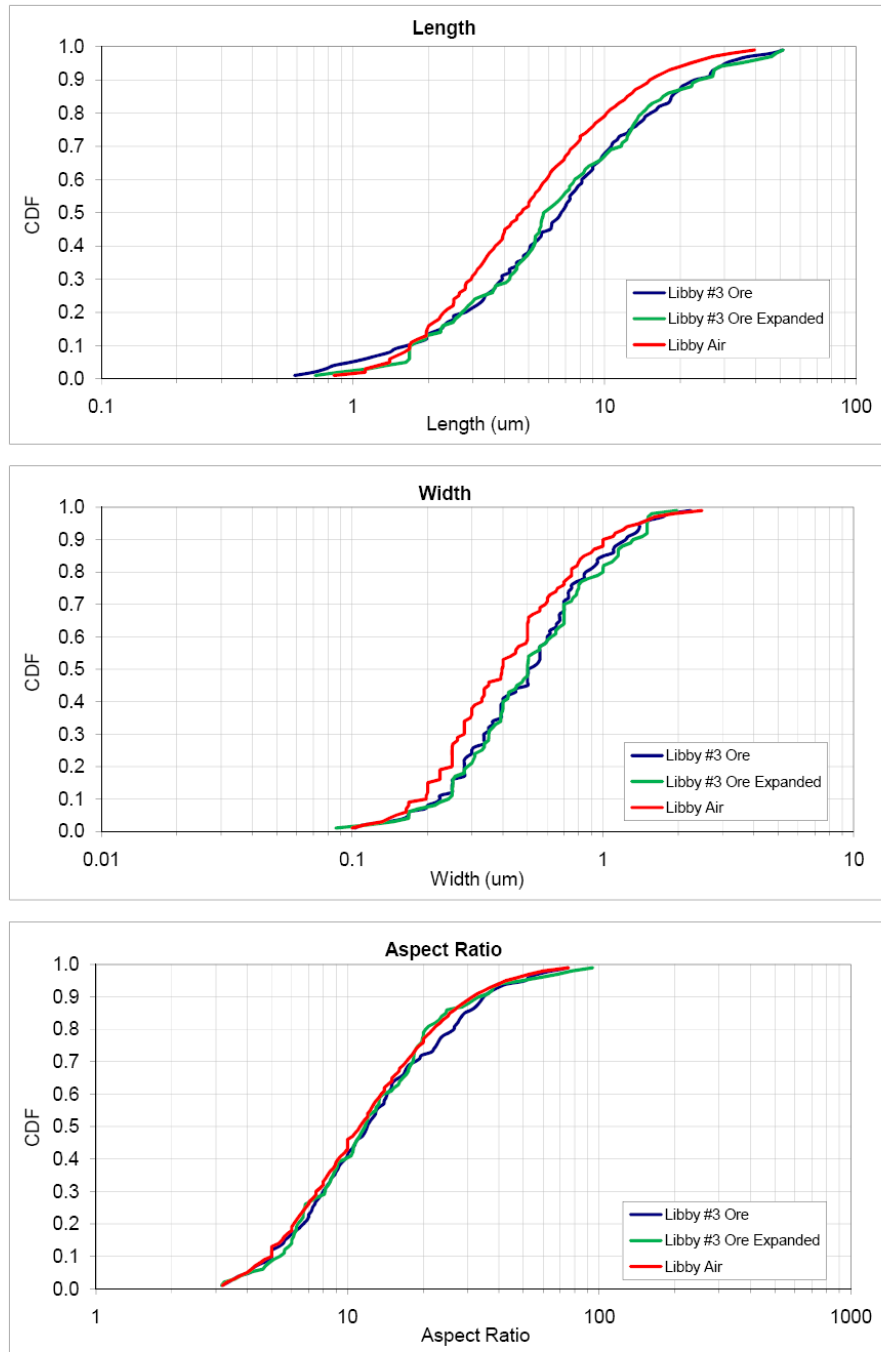 Length
1.0
0.9
0.8
0.7
0.6
0.5
0.4
0.3
0.2
0.1
0.0
CDF
Libby #3 Ore
Libby #3 Ore Expanded
Libby Air
0.1 1 10 100
Length (um)
Width
1.0
0.9
0.8
0.7
0.6
0.5
0.4
0.3
0.2
0.1
0.0
CDF
Libby #3 Ore
Libby #3 Ore Expanded
Libby Air
0.01 0.1 1 10
Width (um)
Aspect Ratio
1.0
0.9
0.8
0.7
0.6
0.5
0.4
0.3
0.2
0.1
0.0
CDF
Libby #3 Ore
Libby #3 Ore Expanded
Libby Air
1 10 100 1000
Aspect Ratio